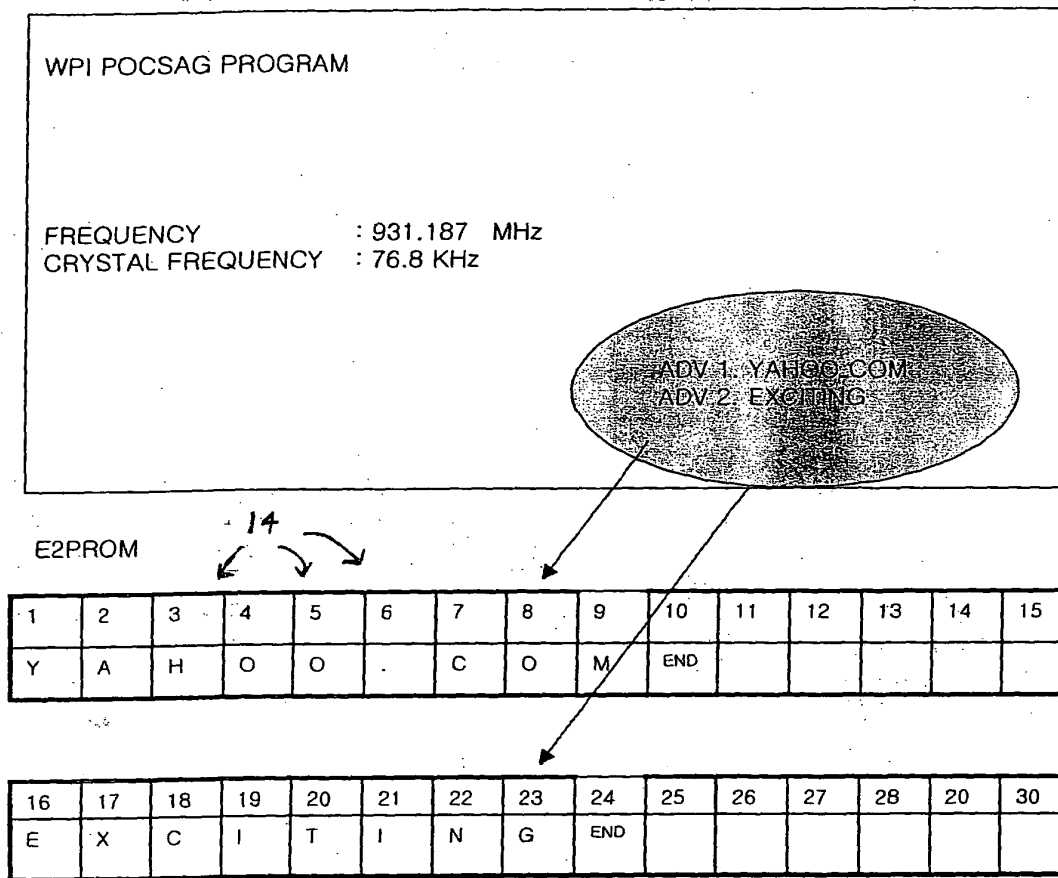 WPI POCSAG PROGRAM
FREQUENCY : 931.187 MHz
CRYSTAL FREQUENCY : 76.8 KHz
ADV 1. YAHOO.COM
ADV 2. EXCITING
14
E2PROM
1 2 3 4 5 6 7 8 9 10 11 12 13 14 15
Y A H O O . C O M END
16 17 18 19 20 21 22 23 24 25 26 27 28 20 30
E X C I T I N G END